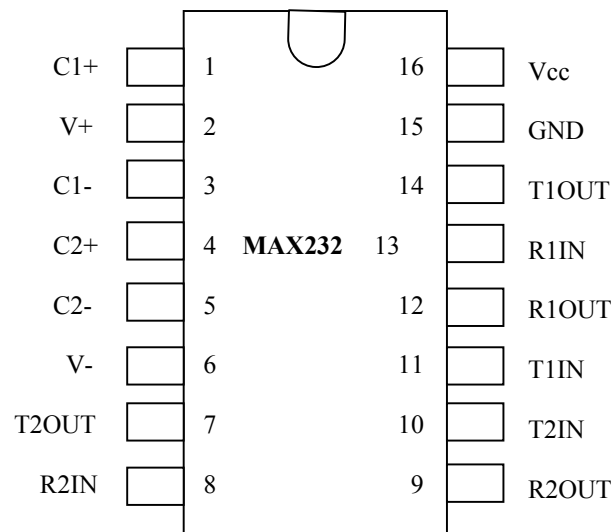 C1+ 1 16 Vcc
V+ 2 15 GND
C1- 3 14 T1OUT
C2+ 4 MAX232 13 R1IN
C2- 5 12 R1OUT
V- 6 11 T1IN
T2OUT 7 10 T2IN
R2IN 8 9 R2OUT